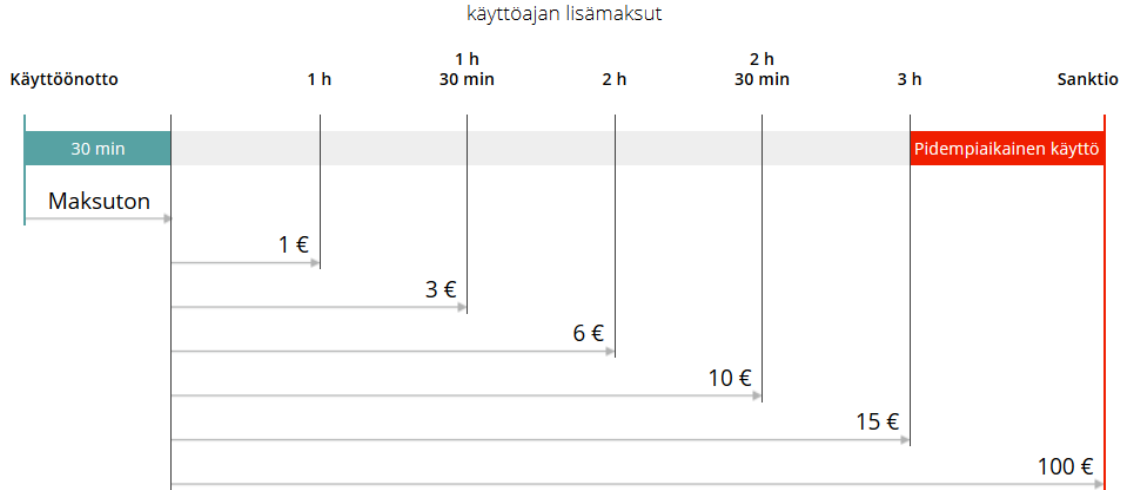 käyttöajan lisämaksut
1 h
2 h
Käyttöönotto
1 h
30 min
2 h
30 min
3 h
Sanktio
30 min
Pidempiaikainen käyttö
Maksuton
1 €
3 €
6 €
10 €
15 €
100 €